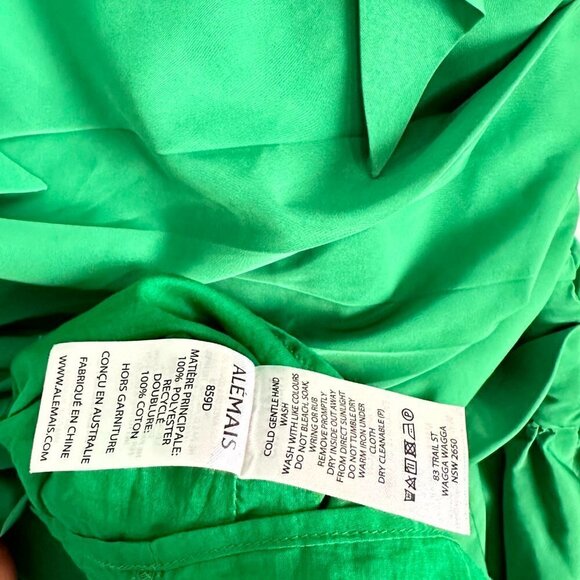 ALÉMAIS
8S9D
MATIÈRE PRINCIPALE:
100% POLYESTER
RECYCLÉ
DOUBLURE:
100% COTON
HORS GARNITURE
CONÇU EN AUSTRALIE
FABRIQUE EN CHINE
WWW.ALEMAIS.COM
COLD GENTLE HAND
WASH
WASH WITH LIKE COLOURS
DO NOT BLEACH, SOAK,
WRING OR RUB
REMOVE PROMPTLY
DRY INSIDE OUT AWAY
FROM DIRECT SUNLIGHT
DO NOT TUMBLE DRY
WARM IRON UNDER
CLOTH
DRY CLEANABLE (P)
83 TRAIL ST
WAGGA WAGGA
NSW 2650